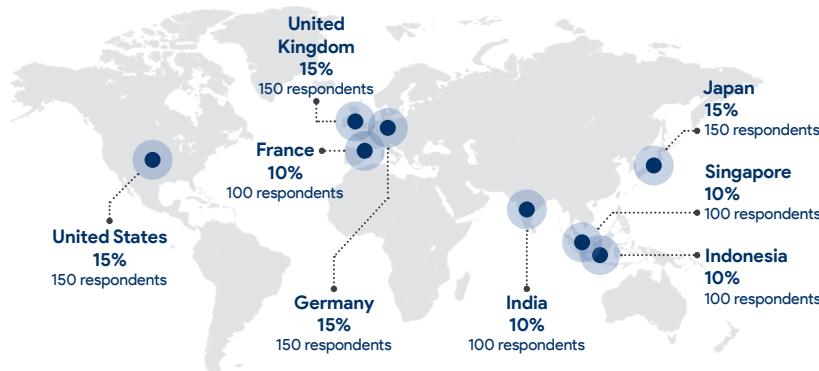 United
Kingdom
15%
150 respondents
Japan
15%
150 respondents
France
10%
100 respondents
Singapore
10%
100 respondents
United States
15%
150 respondents
Indonesia
10%
100 respondents
Germany
15%
150 respondents
India
10%
100 respondents